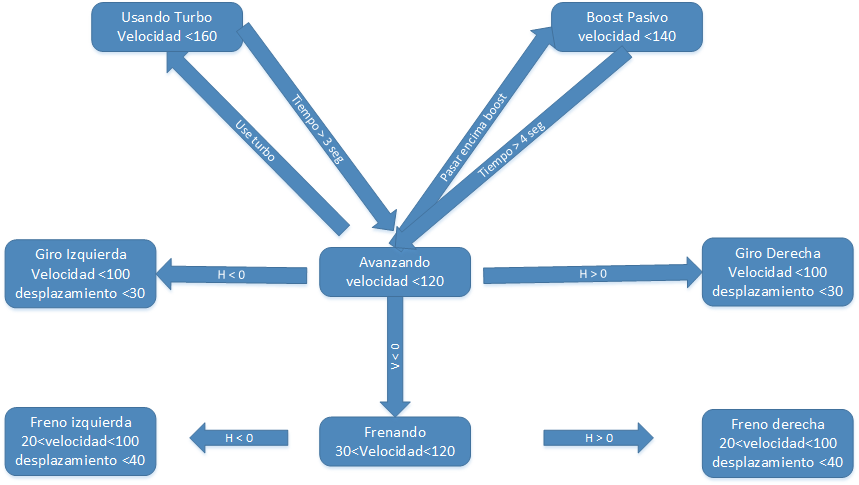 Usando Turbo
Velocidad <160
Boost Pasivo
velocidad <140
Use turbo
Tiempo > 3 seg
Pasar encima boost
Tiempo > 4 seg
Giro Izquierda
Velocidad <100
desplazamiento <30
H < 0
Avanzando
velocidad <120
H > 0
Giro Derecha
Velocidad <100
desplazamiento <30
V < 0
Freno izquierda
20<velocidad<100
desplazamiento <40
H < 0
Frenando
30<Velocidad<120
H > 0
Freno derecha
20<velocidad<100
desplazamiento <40